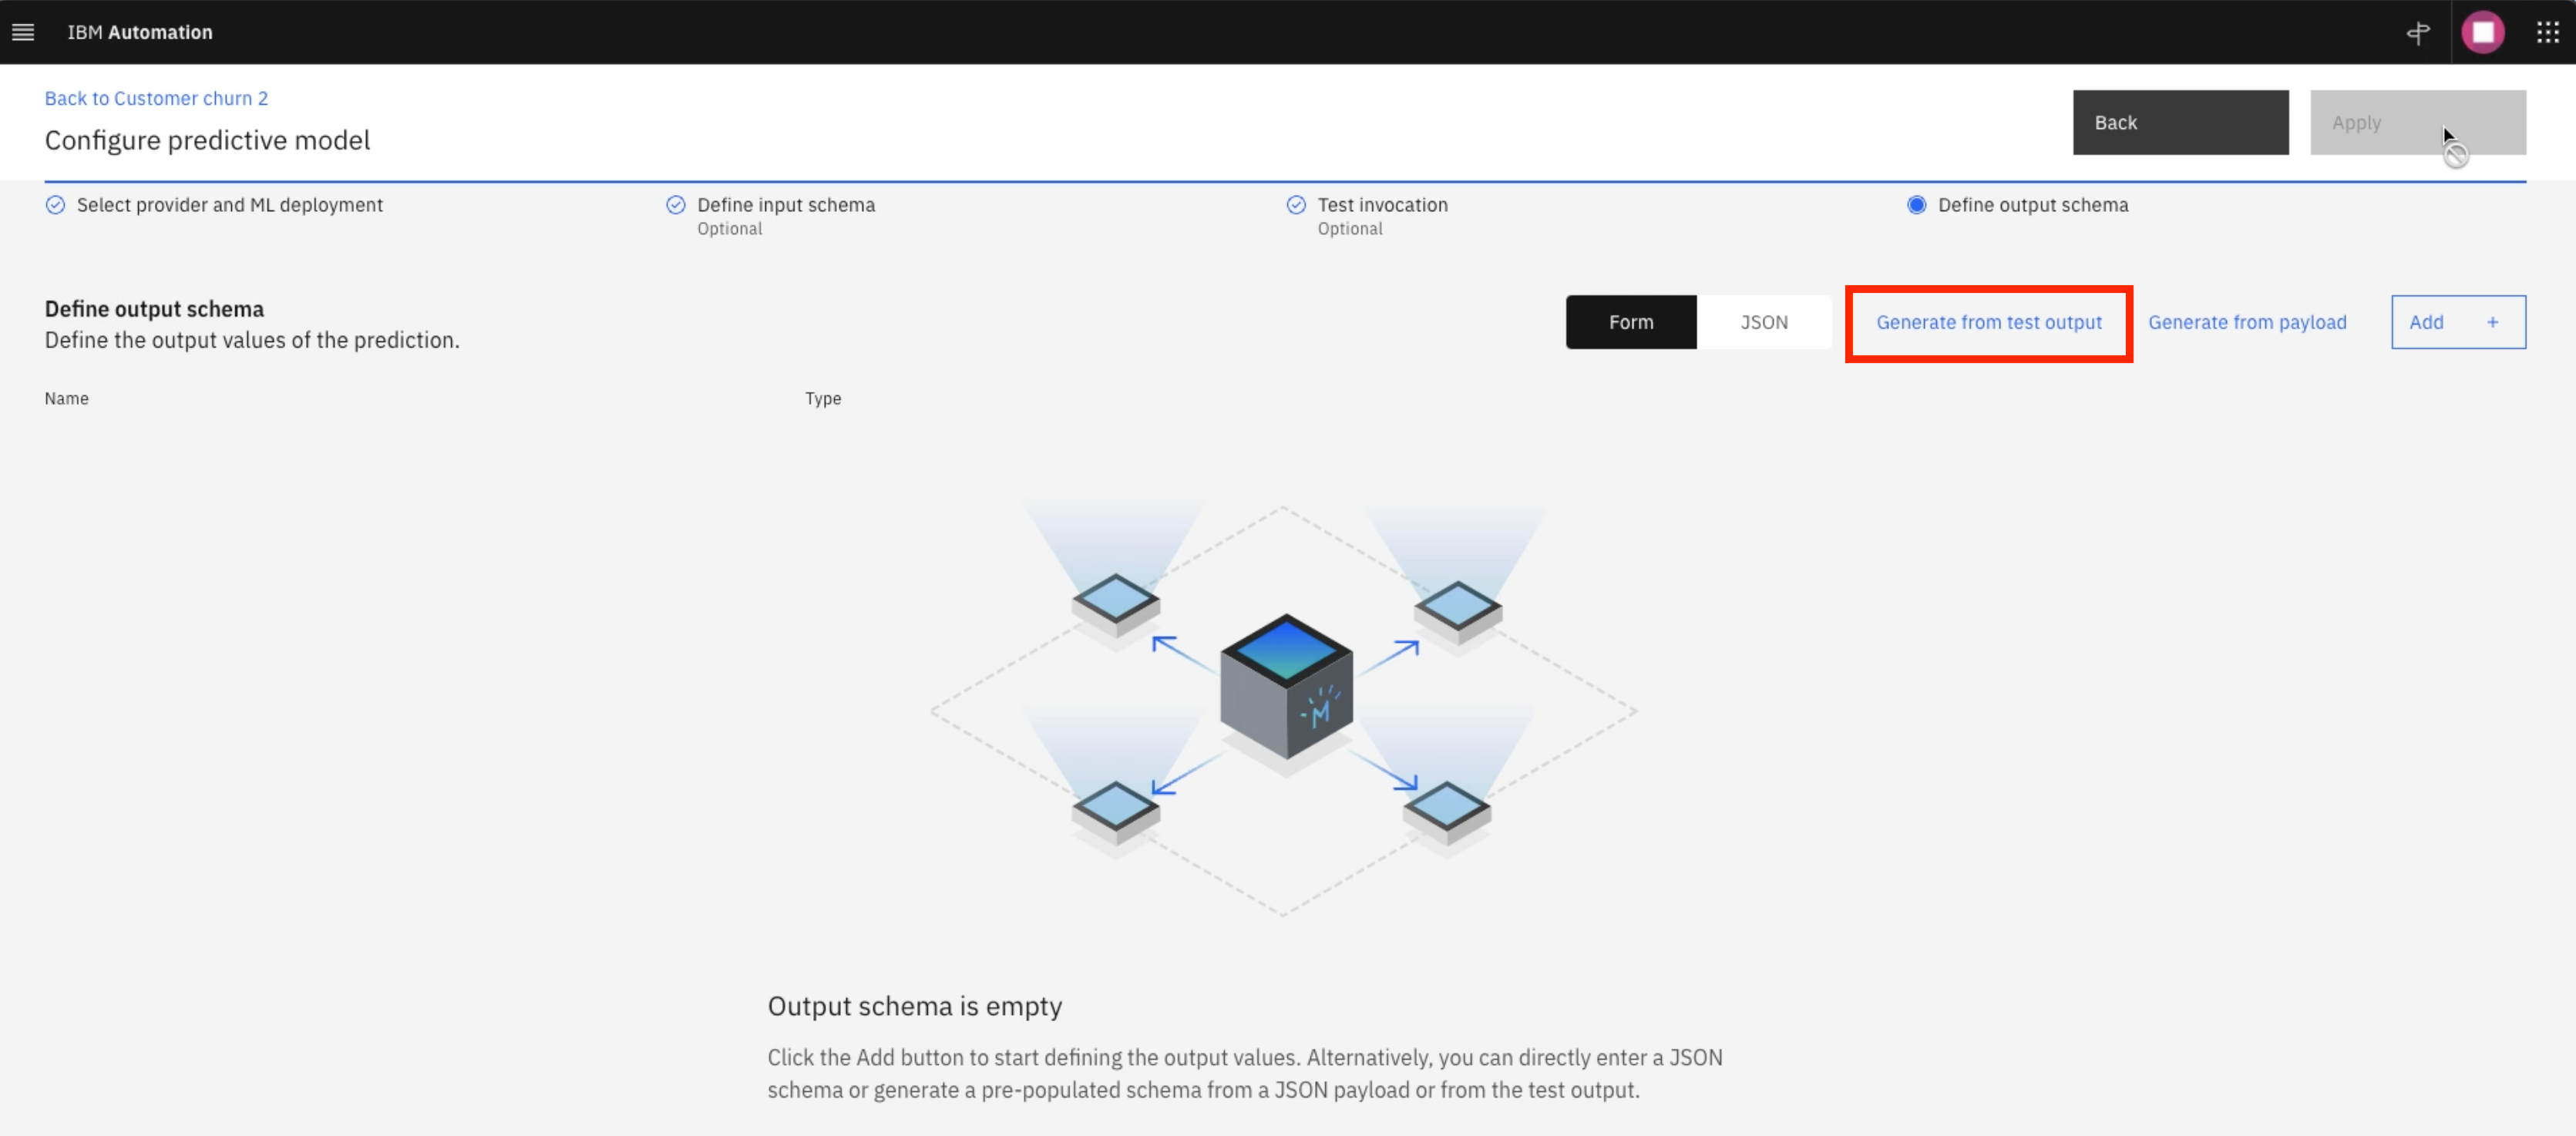 IBM Automation
Back to Customer churn 2
Configure predictive model
Back
Apply
Select provider and ML deployment
Define input schema
Optional
Test invocation
Optional
Define output schema
Define output schema
Define the output values of the prediction.
Form
JSON
Generate from test output
Generate from payload
Add +
Name
Type
Output schema is empty
Click the Add button to start defining the output values. Alternatively, you can directly enter a JSON
schema or generate a pre-populated schema from a JSON payload or from the test output.